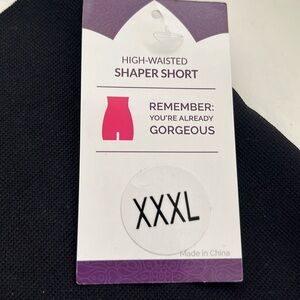 HIGH-WAISTED
SHAPER SHORT
REMEMBER:
YOU'RE ALREADY
GORGEOUS
XXXL
Made in China